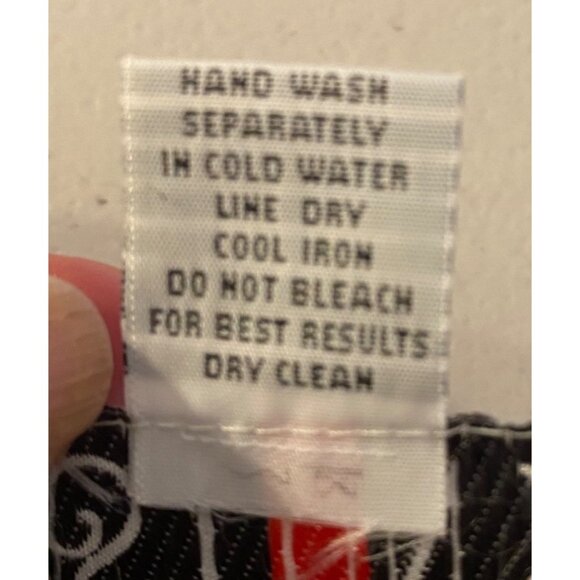 HAND WASH
SEPARATELY
IN COLD WATER
LINE DRY
COOL IRON
DO NOT BLEACH
FOR BEST RESULTS
DRY CLEAN